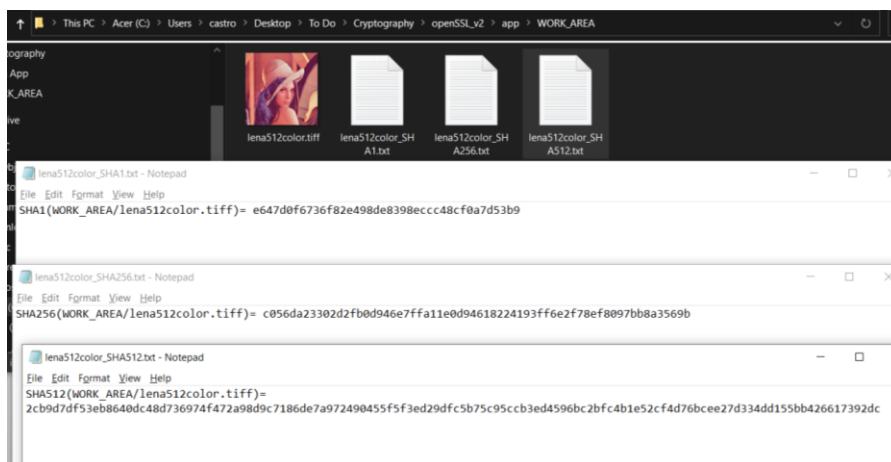 This PC > Acer (C:) > Users > castro > Desktop > To Do > Cryptography > openSSL_v2 > app > WORK_AREA
tography
App
K_AREA
ive
lena512color.tiff
lena512color_SH
A1.txt
lena512color_SH
A256.txt
lena512color_SH
A512.txt
lena512color_SHA1.txt - Notepad
File Edit Format View Help
SHA1(WORK_AREA/lena512color.tiff)= e647d0f6736f82e498de8398eccc48cf0a7d53b9
lena512color_SHA256.txt - Notepad
File Edit Format View Help
SHA256(WORK_AREA/lena512color.tiff)= c056da23302d2fb0d946e7ffa11e0d94618224193ff6e2f78ef8097bb8a3569b
lena512color_SHA512.txt - Notepad
File Edit Format View Help
SHA512(WORK_AREA/lena512color.tiff)=
2cb9d7df53eb8640dc48d736974f472a98d9c7186de7a972490455f5f3ed29dfc5b75c95ccb3ed4596bc2bfc4b1e52cf4d76bcee27d334dd155bb426617392dc